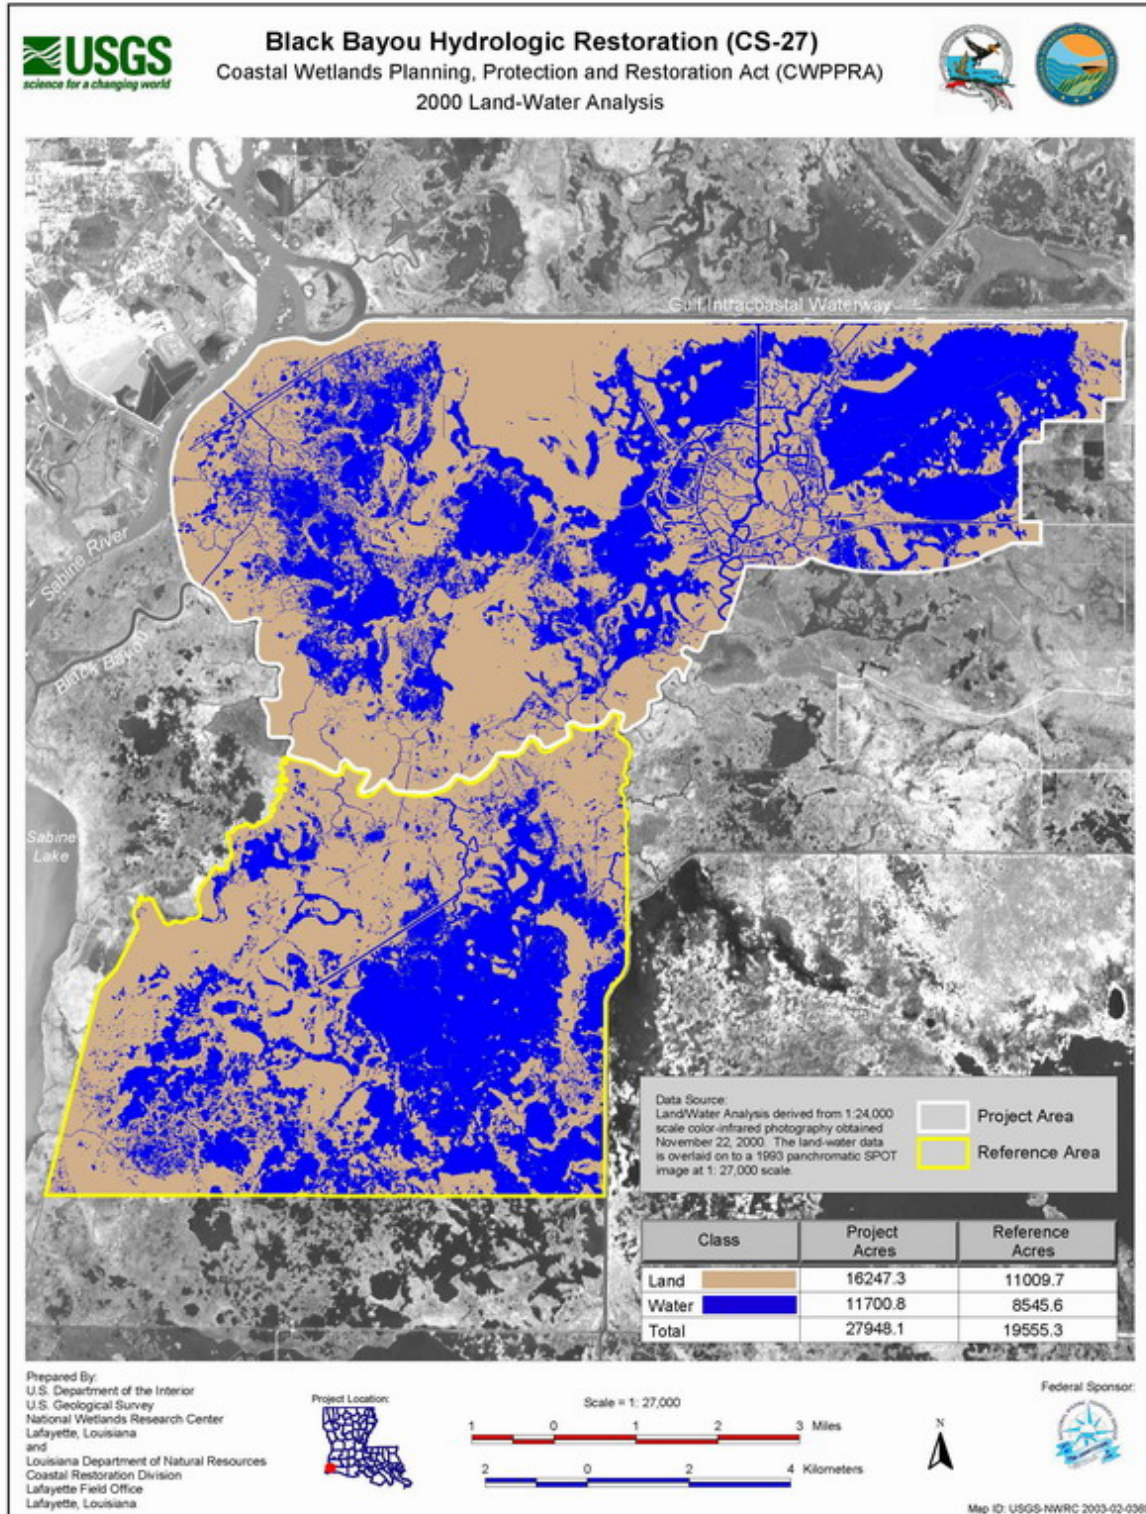 USGS
science for a changing world
Black Bayou Hydrologic Restoration (CS-27)
Coastal Wetlands Planning, Protection and Restoration Act (CWPPRA)
2000 Land-Water Analysis
Gulf Intracoastal Waterway
Sabine River
Black Bayou
Sabine
Lake
Data Source:
Land/Water Analysis derived from 1:24,000
scale color-infrared photography obtained
November 22, 2000. The land-water data
is overlaid on to a 1993 panchromatic SPOT
image at 1: 27,000 scale.
Project Area
Reference Area
Class Project Acres Reference Acres
Land 16247.3 11009.7
Water 11700.8 8545.6
Total 27948.1 19555.3
Prepared By:
U.S. Department of the Interior
U.S. Geological Survey
National Wetlands Research Center
Lafayette, Louisiana
and
Louisiana Department of Natural Resources
Coastal Restoration Division
Lafayette Field Office
Lafayette, Louisiana
Project Location:
Scale = 1: 27,000
1 0 1 2 3 Miles
2 0 2 4 Kilometers
N
Federal Sponsor:
Map ID: USGS-NWRC 2003-02-0369